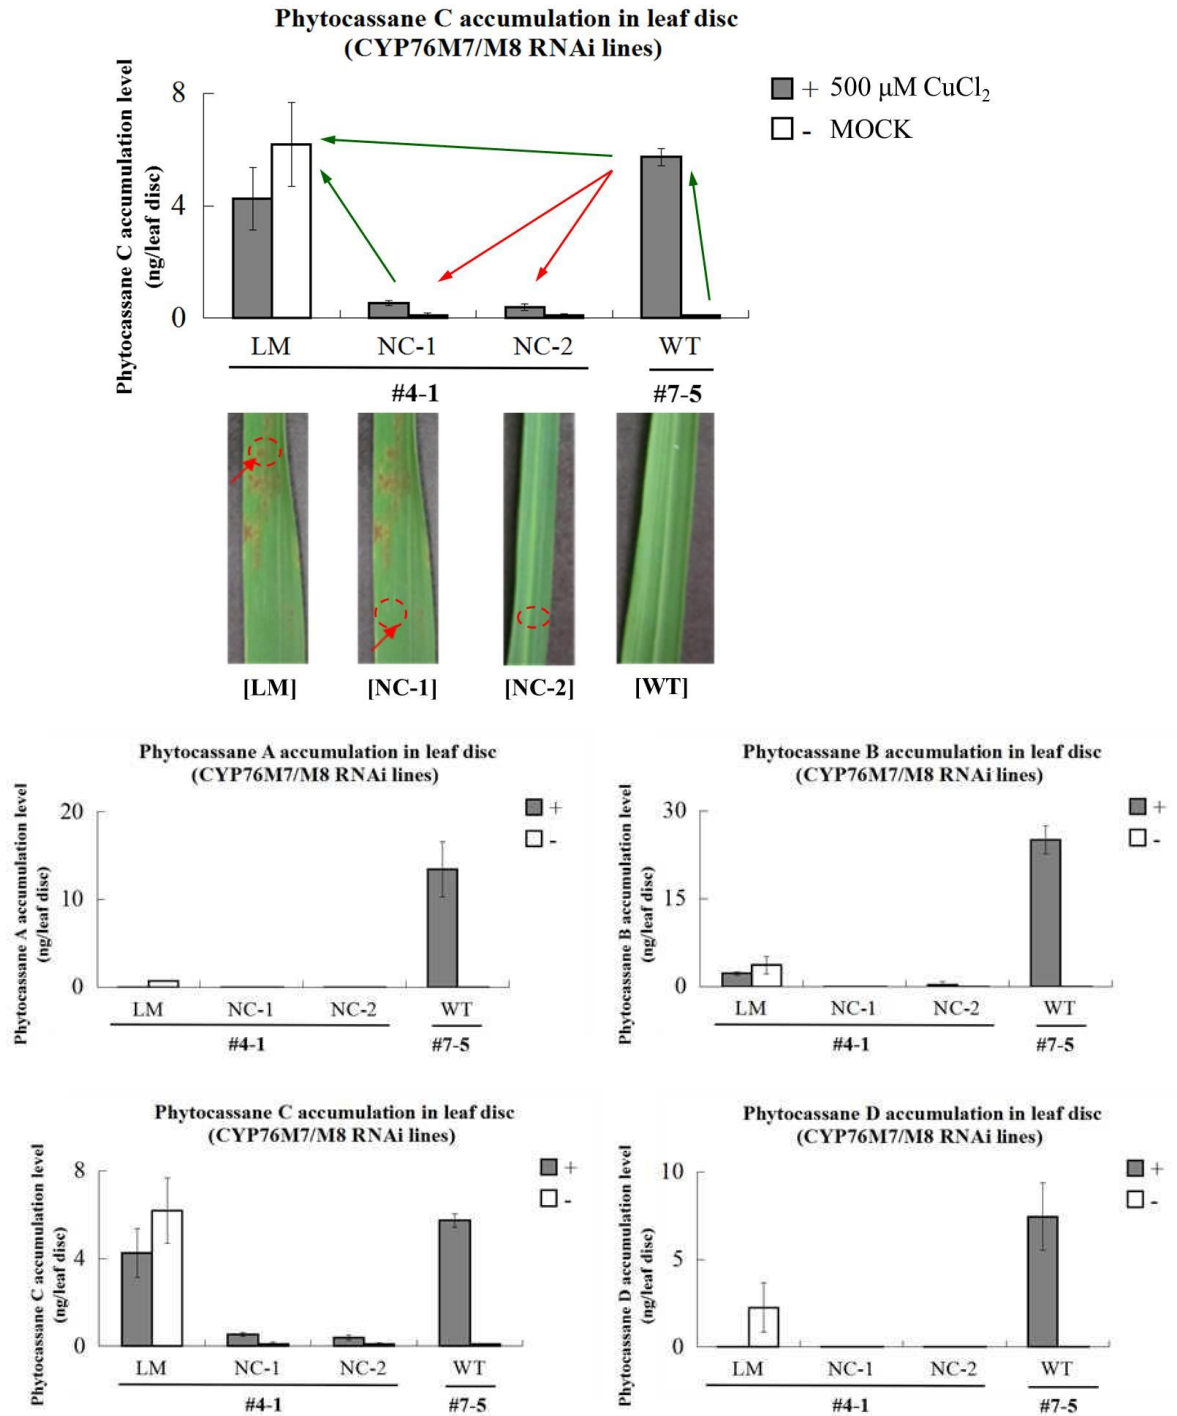 Phytocassane C accumulation in leaf disc
(CYP76M7/M8 RNAi lines)
Phytocassane C accumulation level
(ng/leaf disc)
8
4
0
+ 500 μM CuCl₂
- MOCK
LM NC-1 NC-2 WT
#4-1 #7-5
[LM] [NC-1] [NC-2] [WT]
Phytocassane A accumulation in leaf disc
(CYP76M7/M8 RNAi lines)
Phytocassane A accumulation level
(ng/leaf disc)
20
10
0
+
-
LM NC-1 NC-2 WT
#4-1 #7-5
Phytocassane B accumulation in leaf disc
(CYP76M7/M8 RNAi lines)
Phytocassane B accumulation level
(ng/leaf disc)
30
15
0
+
-
LM NC-1 NC-2 WT
#4-1 #7-5
Phytocassane C accumulation in leaf disc
(CYP76M7/M8 RNAi lines)
Phytocassane C accumulation level
(ng/leaf disc)
8
4
0
+
-
LM NC-1 NC-2 WT
#4-1 #7-5
Phytocassane D accumulation in leaf disc
(CYP76M7/M8 RNAi lines)
Phytocassane D accumulation level
(ng/leaf disc)
10
5
0
+
-
LM NC-1 NC-2 WT
#4-1 #7-5